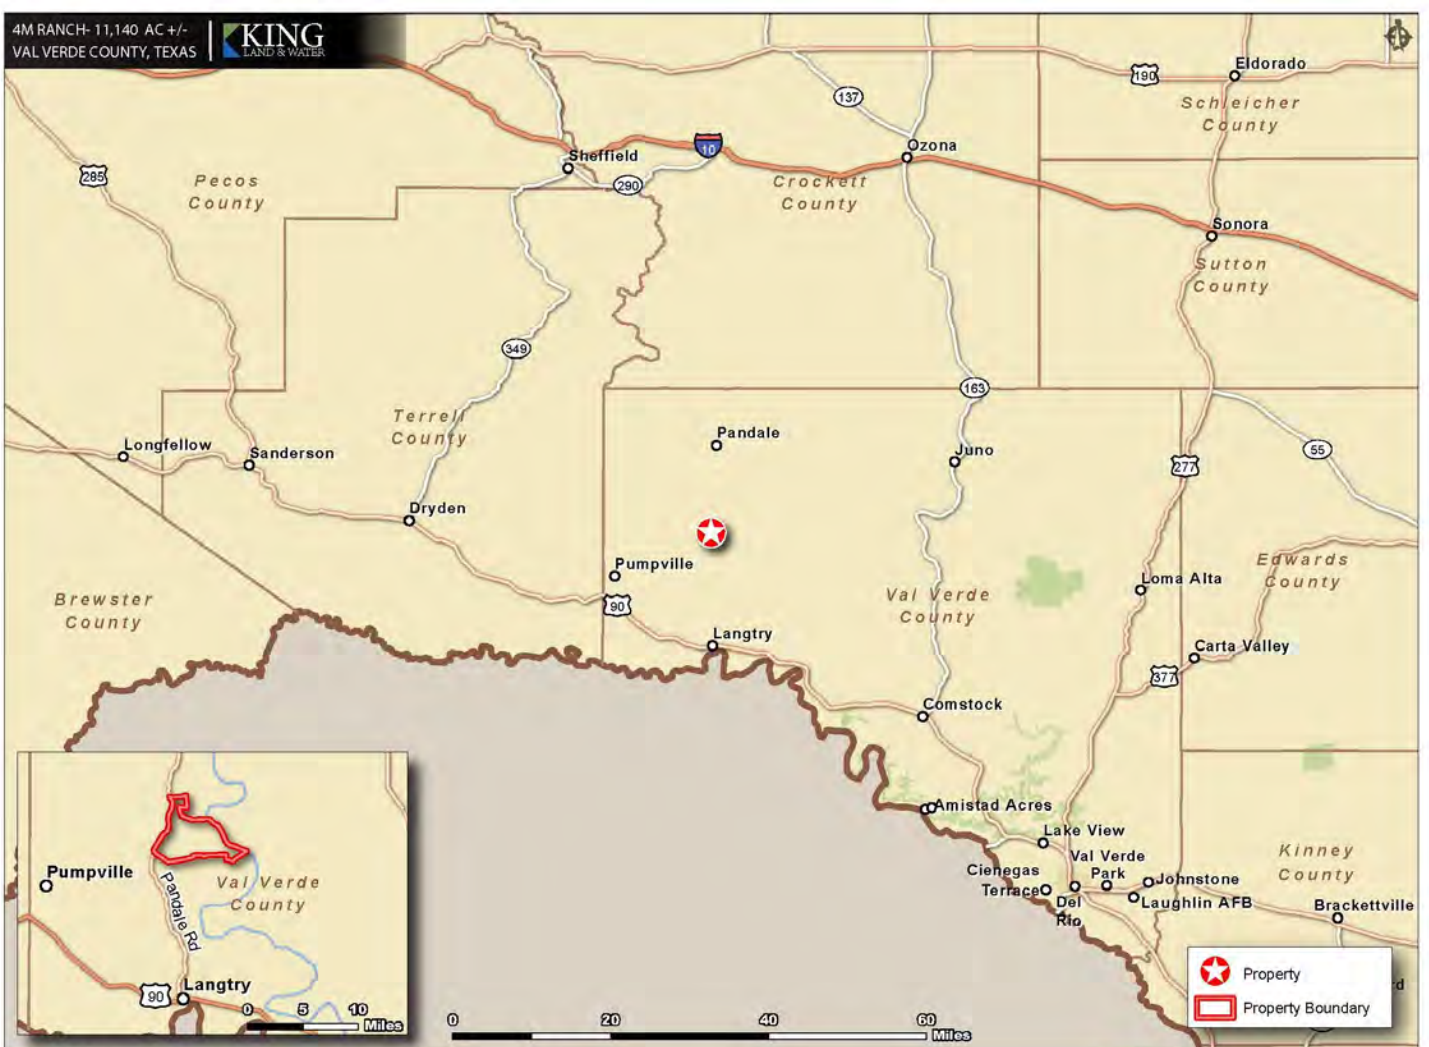 4M RANCH- 11,140 AC +/-
VAL VERDE COUNTY, TEXAS
KING
LAND & WATER
190
Eldorado
Schleicher
County
137
10
Ozona
Sheffield
290
285
Pecos
County
Crockett
County
Sonora
Sutton
County
349
163
Terrell
County
Pandale
Juno
55
277
Longfellow
Sanderson
Dryden
Pumpville
90
Edwards
County
Loma Alta
Val Verde
County
Brewster
County
Langtry
Carta Valley
377
Comstock
Amistad Acres
Lake View
Val Verde
Park
Cienegas
Terrace
Johnstone
Laughlin AFB
Del
Rio
Kinney
County
Brackettville
Pumpville
Val Verde
County
Pandale Rd
90
Langtry
0 5 10
Miles
0 20 40 60
Miles
Property
Property Boundary
rd